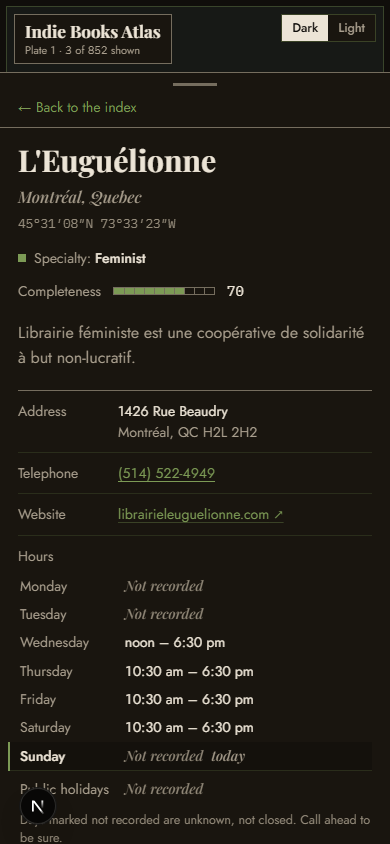 Indie Books Atlas
Plate 1 · 3 of 852 shown
Dark Light
← Back to the index
L'Euguélionne
Montréal, Quebec
45°31′08″N 73°33′23″W
Specialty: Feminist
Completeness 70
Librairie féministe est une coopérative de solidarité
à but non-lucratif.
Address 1426 Rue Beaudry
Montréal, QC H2L 2H2
Telephone (514) 522-4949
Website librairieleuguelionne.com ↗
Hours
Monday Not recorded
Tuesday Not recorded
Wednesday noon – 6:30 pm
Thursday 10:30 am – 6:30 pm
Friday 10:30 am – 6:30 pm
Saturday 10:30 am – 6:30 pm
Sunday Not recorded today
Public holidays Not recorded
N
marked not recorded are unknown, not closed. Call ahead to
be sure.